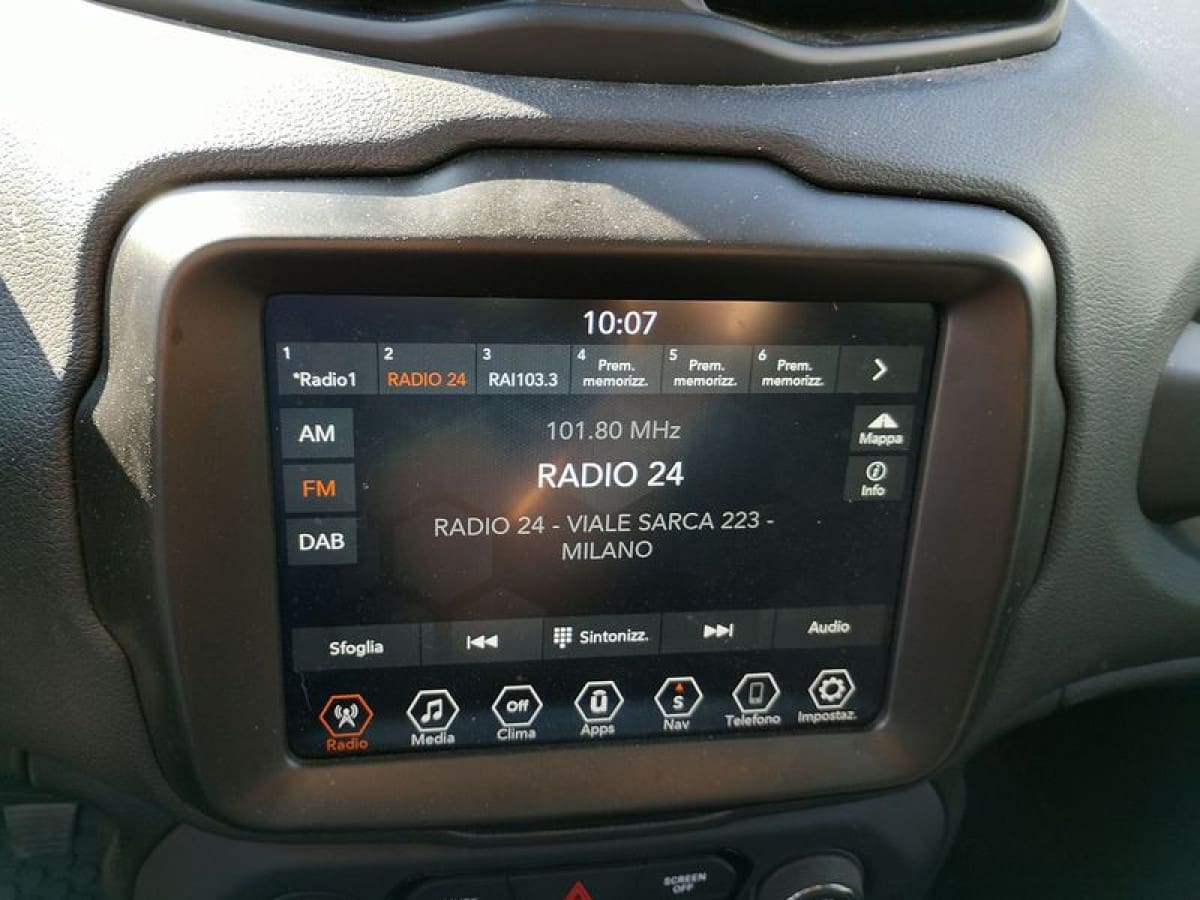 10:07
1 2 3 4 5 6
*Radio1 RADIO 24 RAI103.3 Prem. memorizz. Prem. memorizz. Prem. memorizz.
AM
FM
DAB
101.80 MHz
RADIO 24
RADIO 24 - VIALE SARCA 223 -
MILANO
Mappa
Info
Sfoglia Sintonizz. Audio
Off
ū
S
Radio Media Clima Apps Nav Telefono Impostaz.
SCREEN
OFF